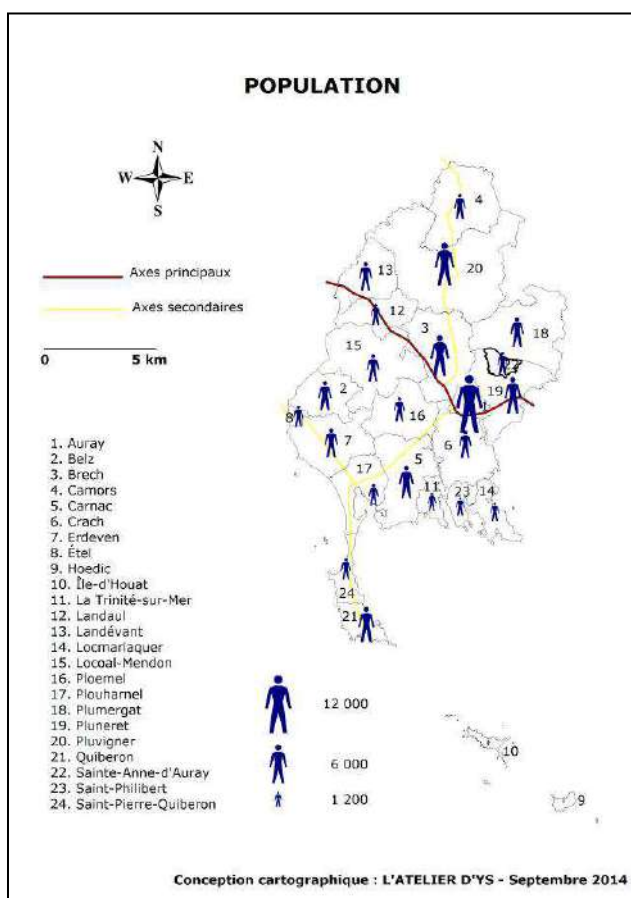 POPULATION
N
W E
S
Axes principaux
Axes secondaires
0 5 km
4
20
13
12
3
18
15
22
2
19
1
8
16
6
7
5
17
11 23 14
24
21
10
9
1. Auray
2. Belz
3. Brech
4. Camors
5. Carnac
6. Crach
7. Erdeven
8. Étel
9. Hoedic
10. Île-d'Houat
11. La Trinité-sur-Mer
12. Landaul
13. Landévant
14. Locmariaquer
15. Locoal-Mendon
16. Ploemel
17. Plouharnel
18. Plumergat
19. Pluneret
20. Pluvigner
21. Quiberon
22. Sainte-Anne-d'Auray
23. Saint-Philibert
24. Saint-Pierre-Quiberon
12 000
6 000
1 200
Conception cartographique : L'ATELIER D'YS - Septembre 2014